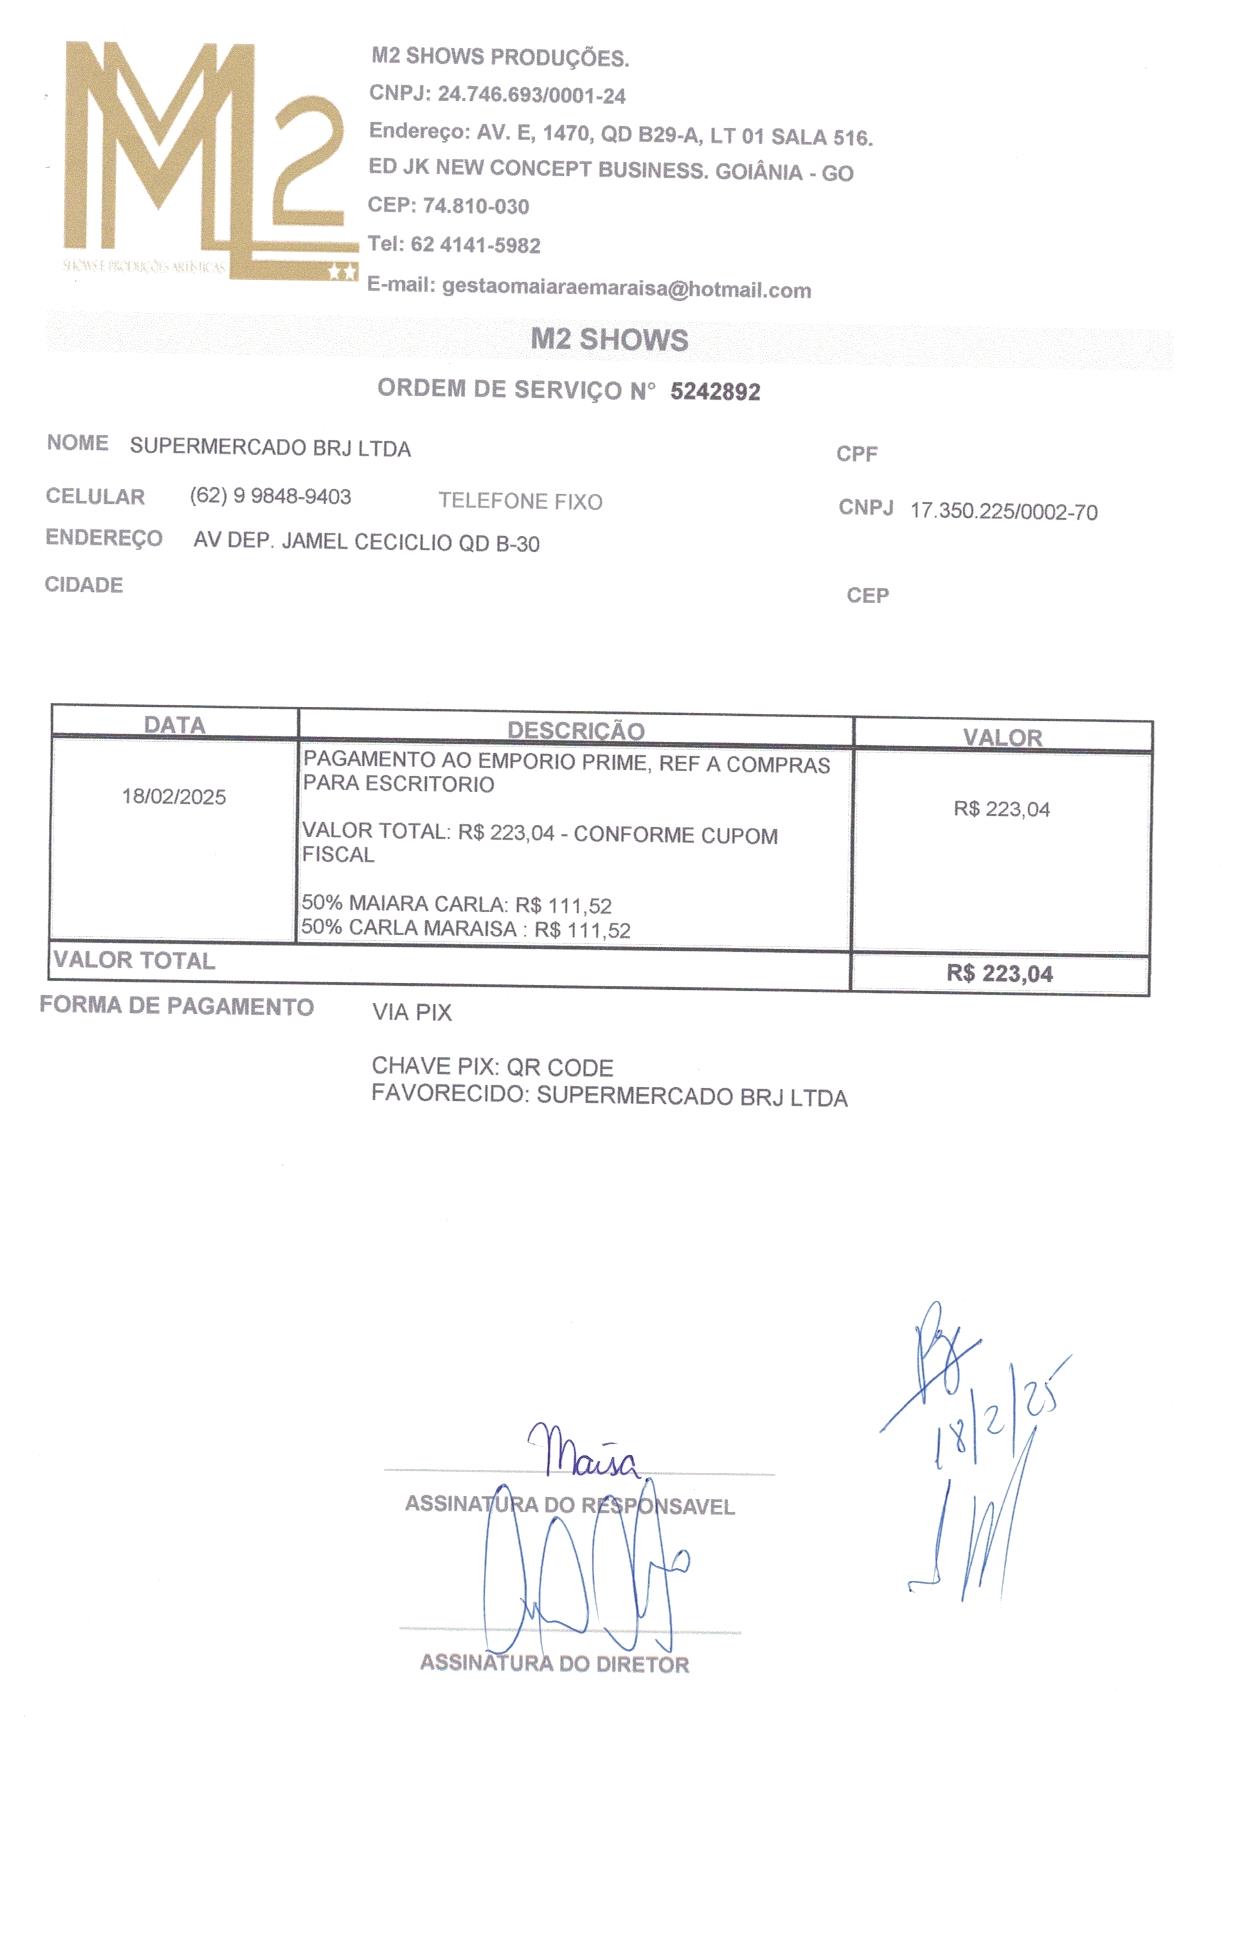 M2 SHOWS PRODUÇÕES.
CNPJ: 24.746.693/0001-24
Endereço: AV. E, 1470, QD B29-A, LT 01 SALA 516.
ED JK NEW CONCEPT BUSINESS. GOIÂNIA - GO
CEP: 74.810-030
Tel: 62 4141-5982
E-mail: gestaomaiaraemaraisa@hotmail.com
M2
SHOWS E PRODUÇÕES ARTÍSTICAS
M2 SHOWS
ORDEM DE SERVIÇO N° 5242892
NOME SUPERMERCADO BRJ LTDA CPF
CELULAR (62) 9 9848-9403 TELEFONE FIXO CNPJ 17.350.225/0002-70
ENDEREÇO AV DEP. JAMEL CECICLIO QD B-30
CIDADE CEP
DATA DESCRIÇÃO VALOR
PAGAMENTO AO EMPORIO PRIME, REF A COMPRAS
PARA ESCRITORIO
18/02/2025 R$ 223,04
VALOR TOTAL: R$ 223,04 - CONFORME CUPOM
FISCAL
50% MAIARA CARLA: R$ 111,52
50% CARLA MARAISA : R$ 111,52
VALOR TOTAL R$ 223,04
FORMA DE PAGAMENTO VIA PIX
CHAVE PIX: QR CODE
FAVORECIDO: SUPERMERCADO BRJ LTDA
Pg
18/2/25
Maisa
ASSINATURA DO RESPONSAVEL
ASSINATURA DO DIRETOR